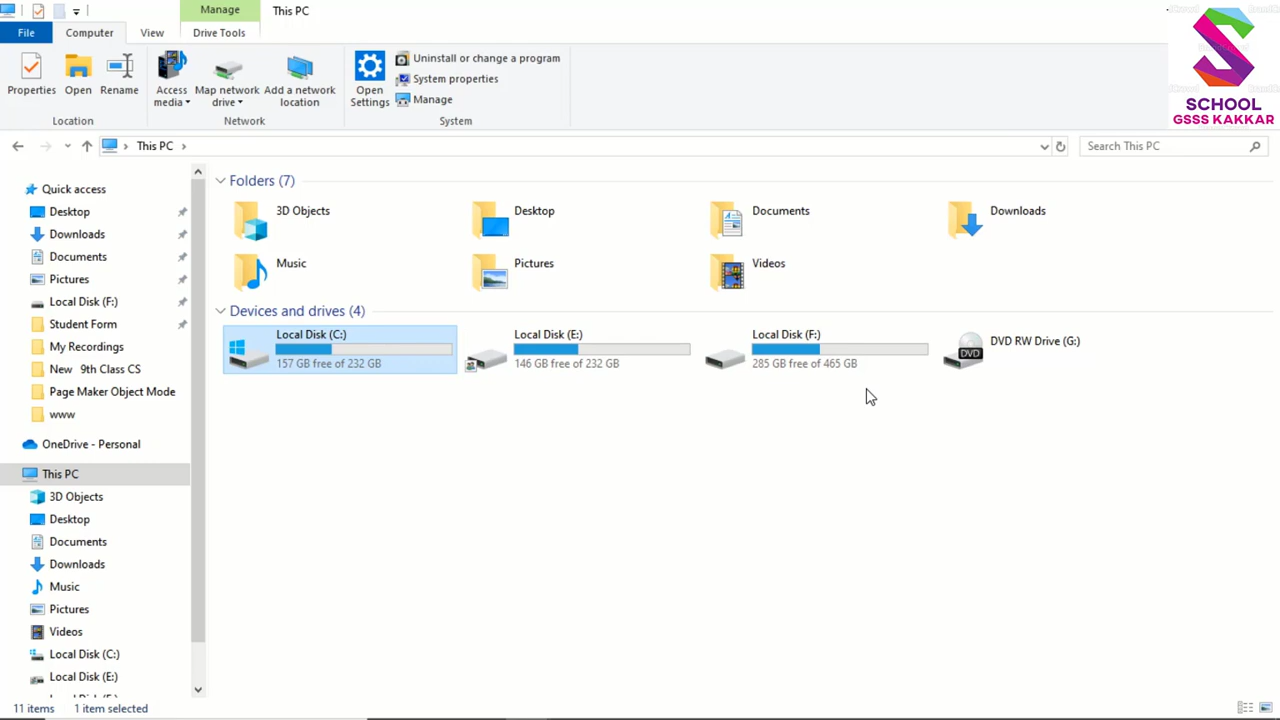 Manage
This PC
File
Computer
View
Drive Tools
Properties
Open
Rename
Access media
Map network drive
Add a network location
Open Settings
Uninstall or change a program
System properties
Manage
Location
Network
System
SCHOOL
GSSS KAKKAR
This PC
Search This PC
Quick access
Desktop
Downloads
Documents
Pictures
Local Disk (F:)
Student Form
My Recordings
New 9th Class CS
Page Maker Object Mode
www
OneDrive - Personal
This PC
3D Objects
Desktop
Documents
Downloads
Music
Pictures
Videos
Local Disk (C:)
Local Disk (E:)
Folders (7)
3D Objects
Desktop
Documents
Downloads
Music
Pictures
Videos
Devices and drives (4)
Local Disk (C:)
157 GB free of 232 GB
Local Disk (E:)
146 GB free of 232 GB
Local Disk (F:)
285 GB free of 465 GB
DVD
DVD RW Drive (G:)
11 items
1 item selected